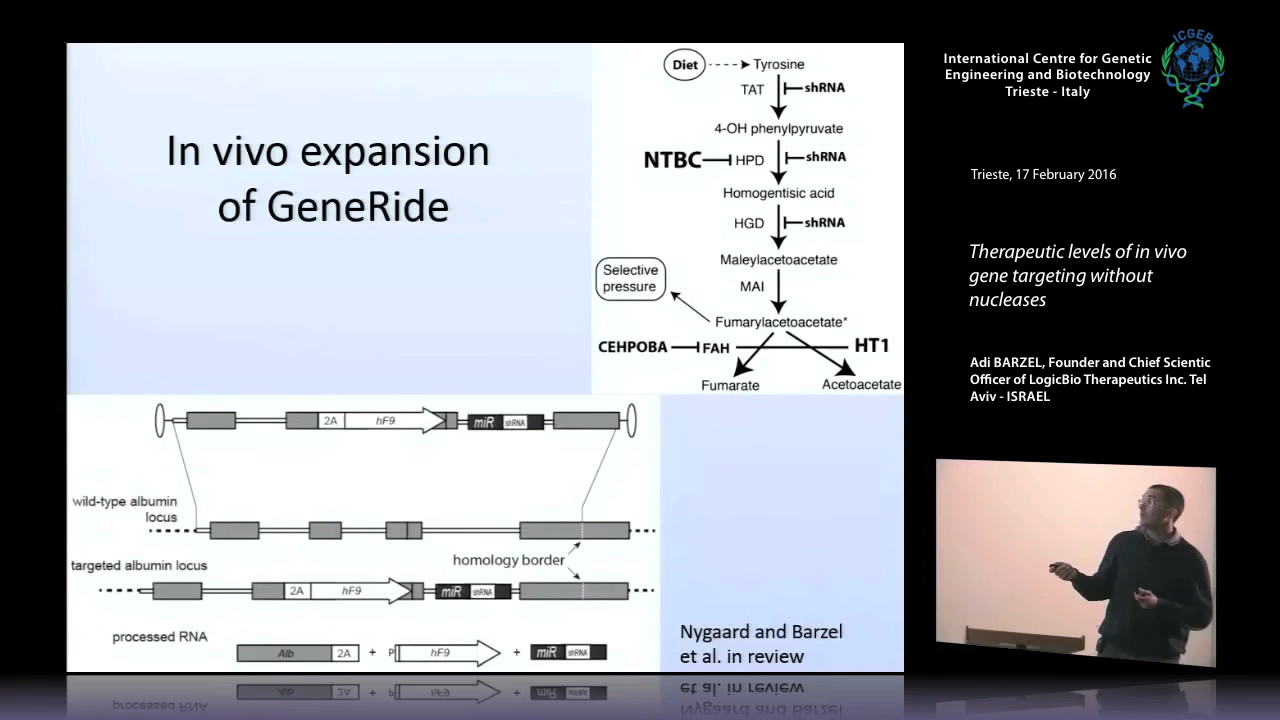 In vivo expansion
of GeneRide
Diet
Tyrosine
TAT
shRNA
4-OH phenylpyruvate
NTBC
HPD
shRNA
Homogentisic acid
HGD
shRNA
Maleylacetoacetate
MAI
Selective
pressure
Fumarylacetoacetate*
CEHPOBA
FAH
HT1
Fumarate
Acetoacetate
2A
hF9
miR
shRNA
wild-type albumin
locus
homology border
targeted albumin locus
2A
hF9
miR
shRNA
processed RNA
Alb
2A
+
P
hF9
+
miR
shRNA
Nygaard and Barzel
et al. in review
International Centre for Genetic
Engineering and Biotechnology
Trieste - Italy
ICGEB
Trieste, 17 February 2016
Therapeutic levels of in vivo
gene targeting without
nucleases
Adi BARZEL, Founder and Chief Scientic
Officer of LogicBio Therapeutics Inc. Tel
Aviv - ISRAEL